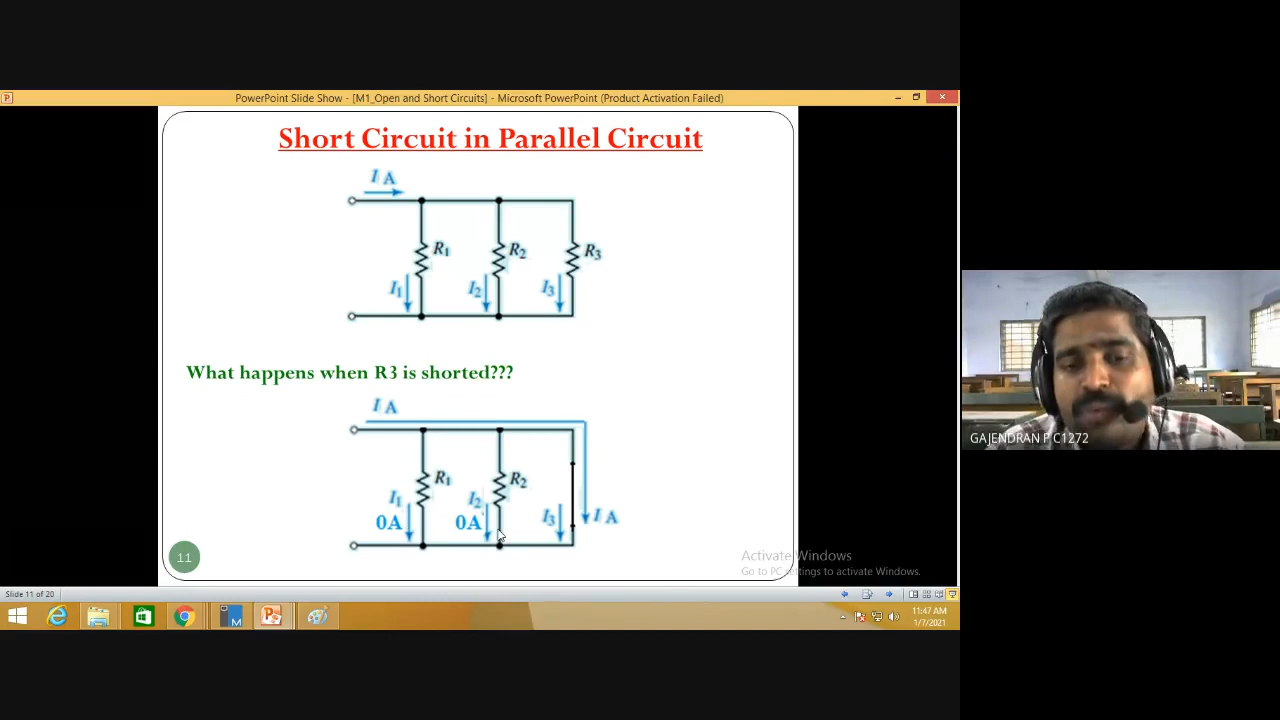 PowerPoint Slide Show - [M1_Open and Short Circuits] - Microsoft PowerPoint (Product Activation Failed)
Short Circuit in Parallel Circuit
I A
R1 R2 R3
I1 I2 I3
What happens when R3 is shorted???
I A
R1 R2
I1 I2 I3 I A
0A 0A
11
Activate Windows
Go to PC settings to activate Windows.
GAJENDRAN P C1272
Slide 11 of 20
11:47 AM
1/7/2021